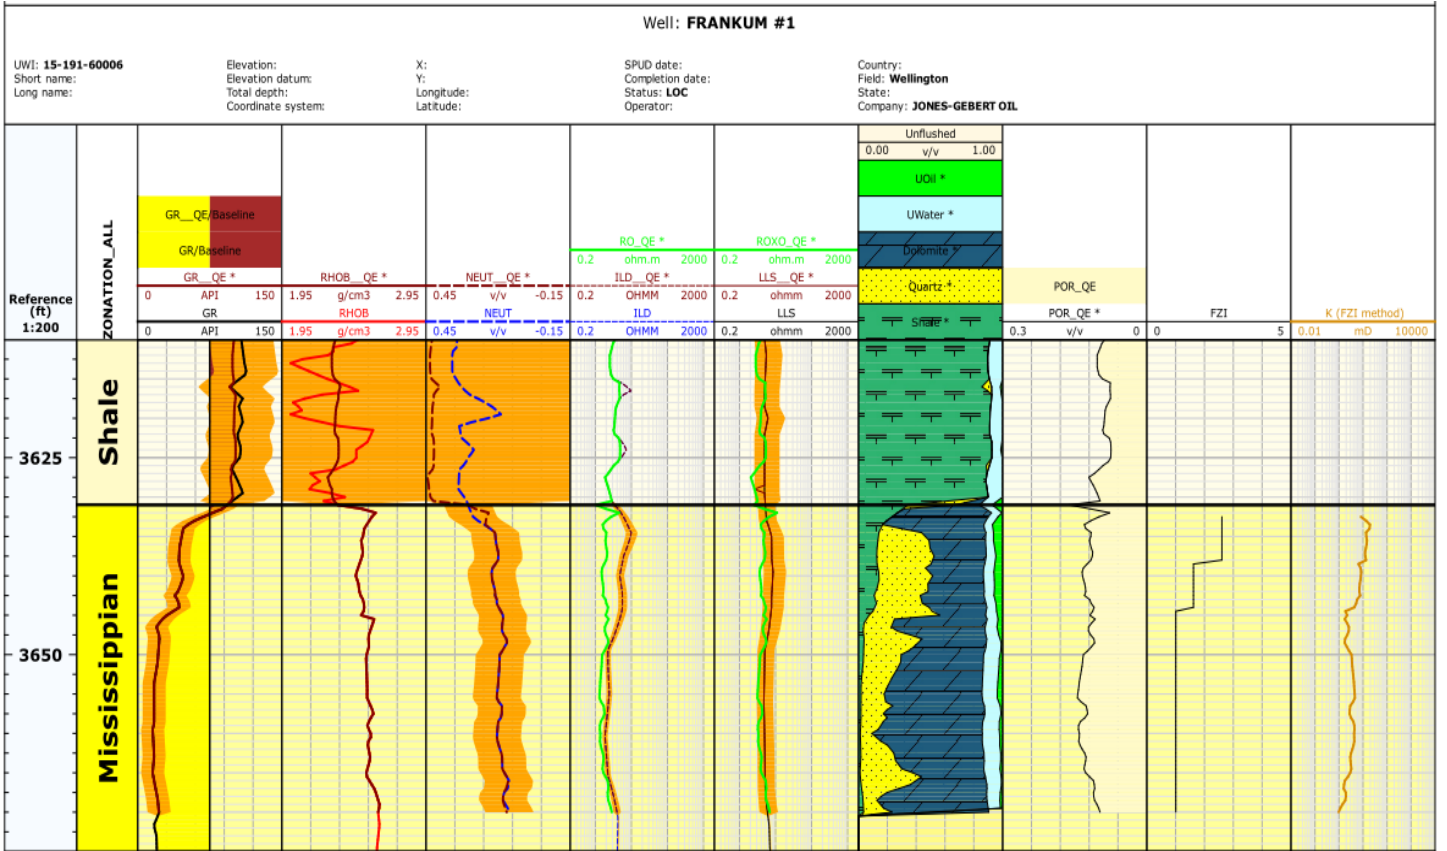 Well: FRANKUM #1
UWI: 15-191-60006 Elevation: X: SPUD date: Country:
Short name: Elevation datum: Y: Completion date: Field: Wellington
Long name: Total depth: Longitude: Status: LOC State:
Coordinate system: Latitude: Operator: Company: JONES-GEBERT OIL
Unflushed
0.00 v/v 1.00
UOil *
GR__QE/Baseline UWater *
RO_QE * ROXO_QE *
GR/Baseline Dolomite *
0.2 ohm.m 2000 0.2 ohmm 2000
GR__QE * RHOB__QE * NEUT__QE * ILD__QE * LLS__QE * Quartz * POR_QE
0 API 150 1.95 g/cm3 2.95 0.45 v/v -0.15 0.2 OHMM 2000 0.2 ohmm 2000
GR RHOB NEUT ILD LLS Shale * POR_QE * FZI K (FZI method)
0 API 150 1.95 g/cm3 2.95 0.45 v/v -0.15 0.2 OHMM 2000 0.2 ohmm 2000 0.3 v/v 0 0 5 0.01 mD 10000
Reference
(ft)
1:200
ZONATION_ALL
Shale
3625
Mississippian
3650